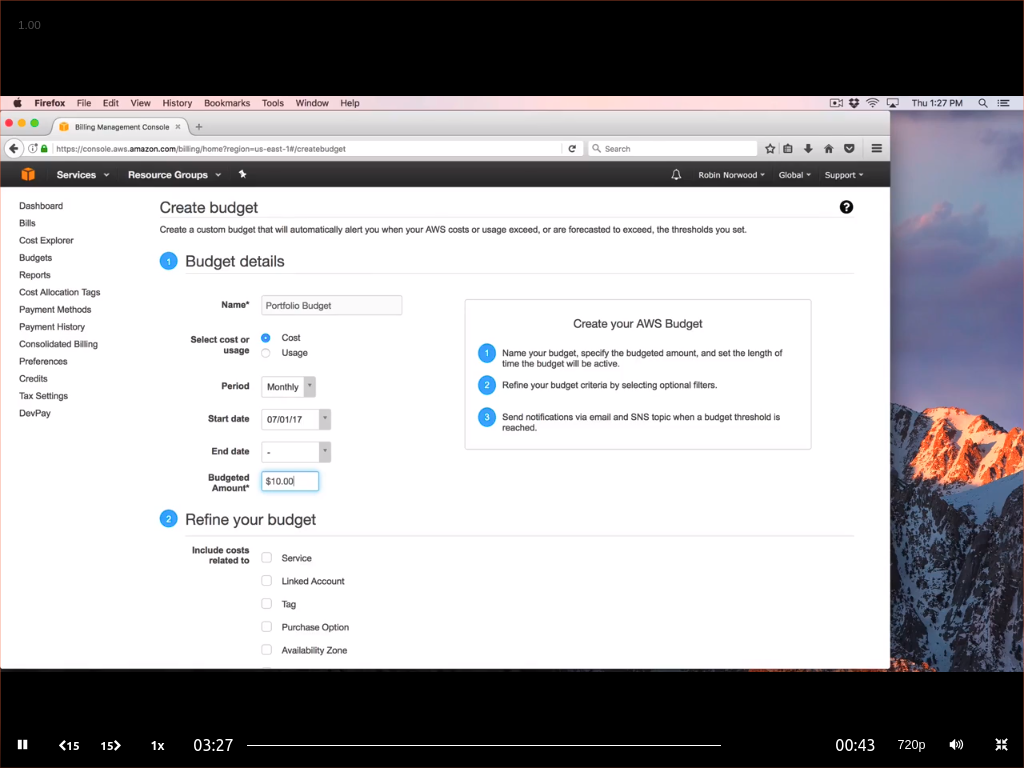 1.00
Firefox File Edit View History Bookmarks Tools Window Help Thu 1:27 PM
Billing Management Console
https://console.aws.amazon.com/billing/home?region=us-east-1#/createbudget
Search
Services Resource Groups Robin Norwood Global Support
Dashboard
Bills
Cost Explorer
Budgets
Reports
Cost Allocation Tags
Payment Methods
Payment History
Consolidated Billing
Preferences
Credits
Tax Settings
DevPay
Create budget
Create a custom budget that will automatically alert you when your AWS costs or usage exceed, or are forecasted to exceed, the thresholds you set.
1 Budget details
Name* Portfolio Budget
Select cost or
usage
Cost
Usage
Period Monthly
Start date 07/01/17
End date -
Budgeted
Amount*
$10.00
Create your AWS Budget
1 Name your budget, specify the budgeted amount, and set the length of
time the budget will be active.
2 Refine your budget criteria by selecting optional filters.
3 Send notifications via email and SNS topic when a budget threshold is
reached.
2 Refine your budget
Include costs
related to
Service
Linked Account
Tag
Purchase Option
Availability Zone
15 15 1x 03:27 00:43 720p